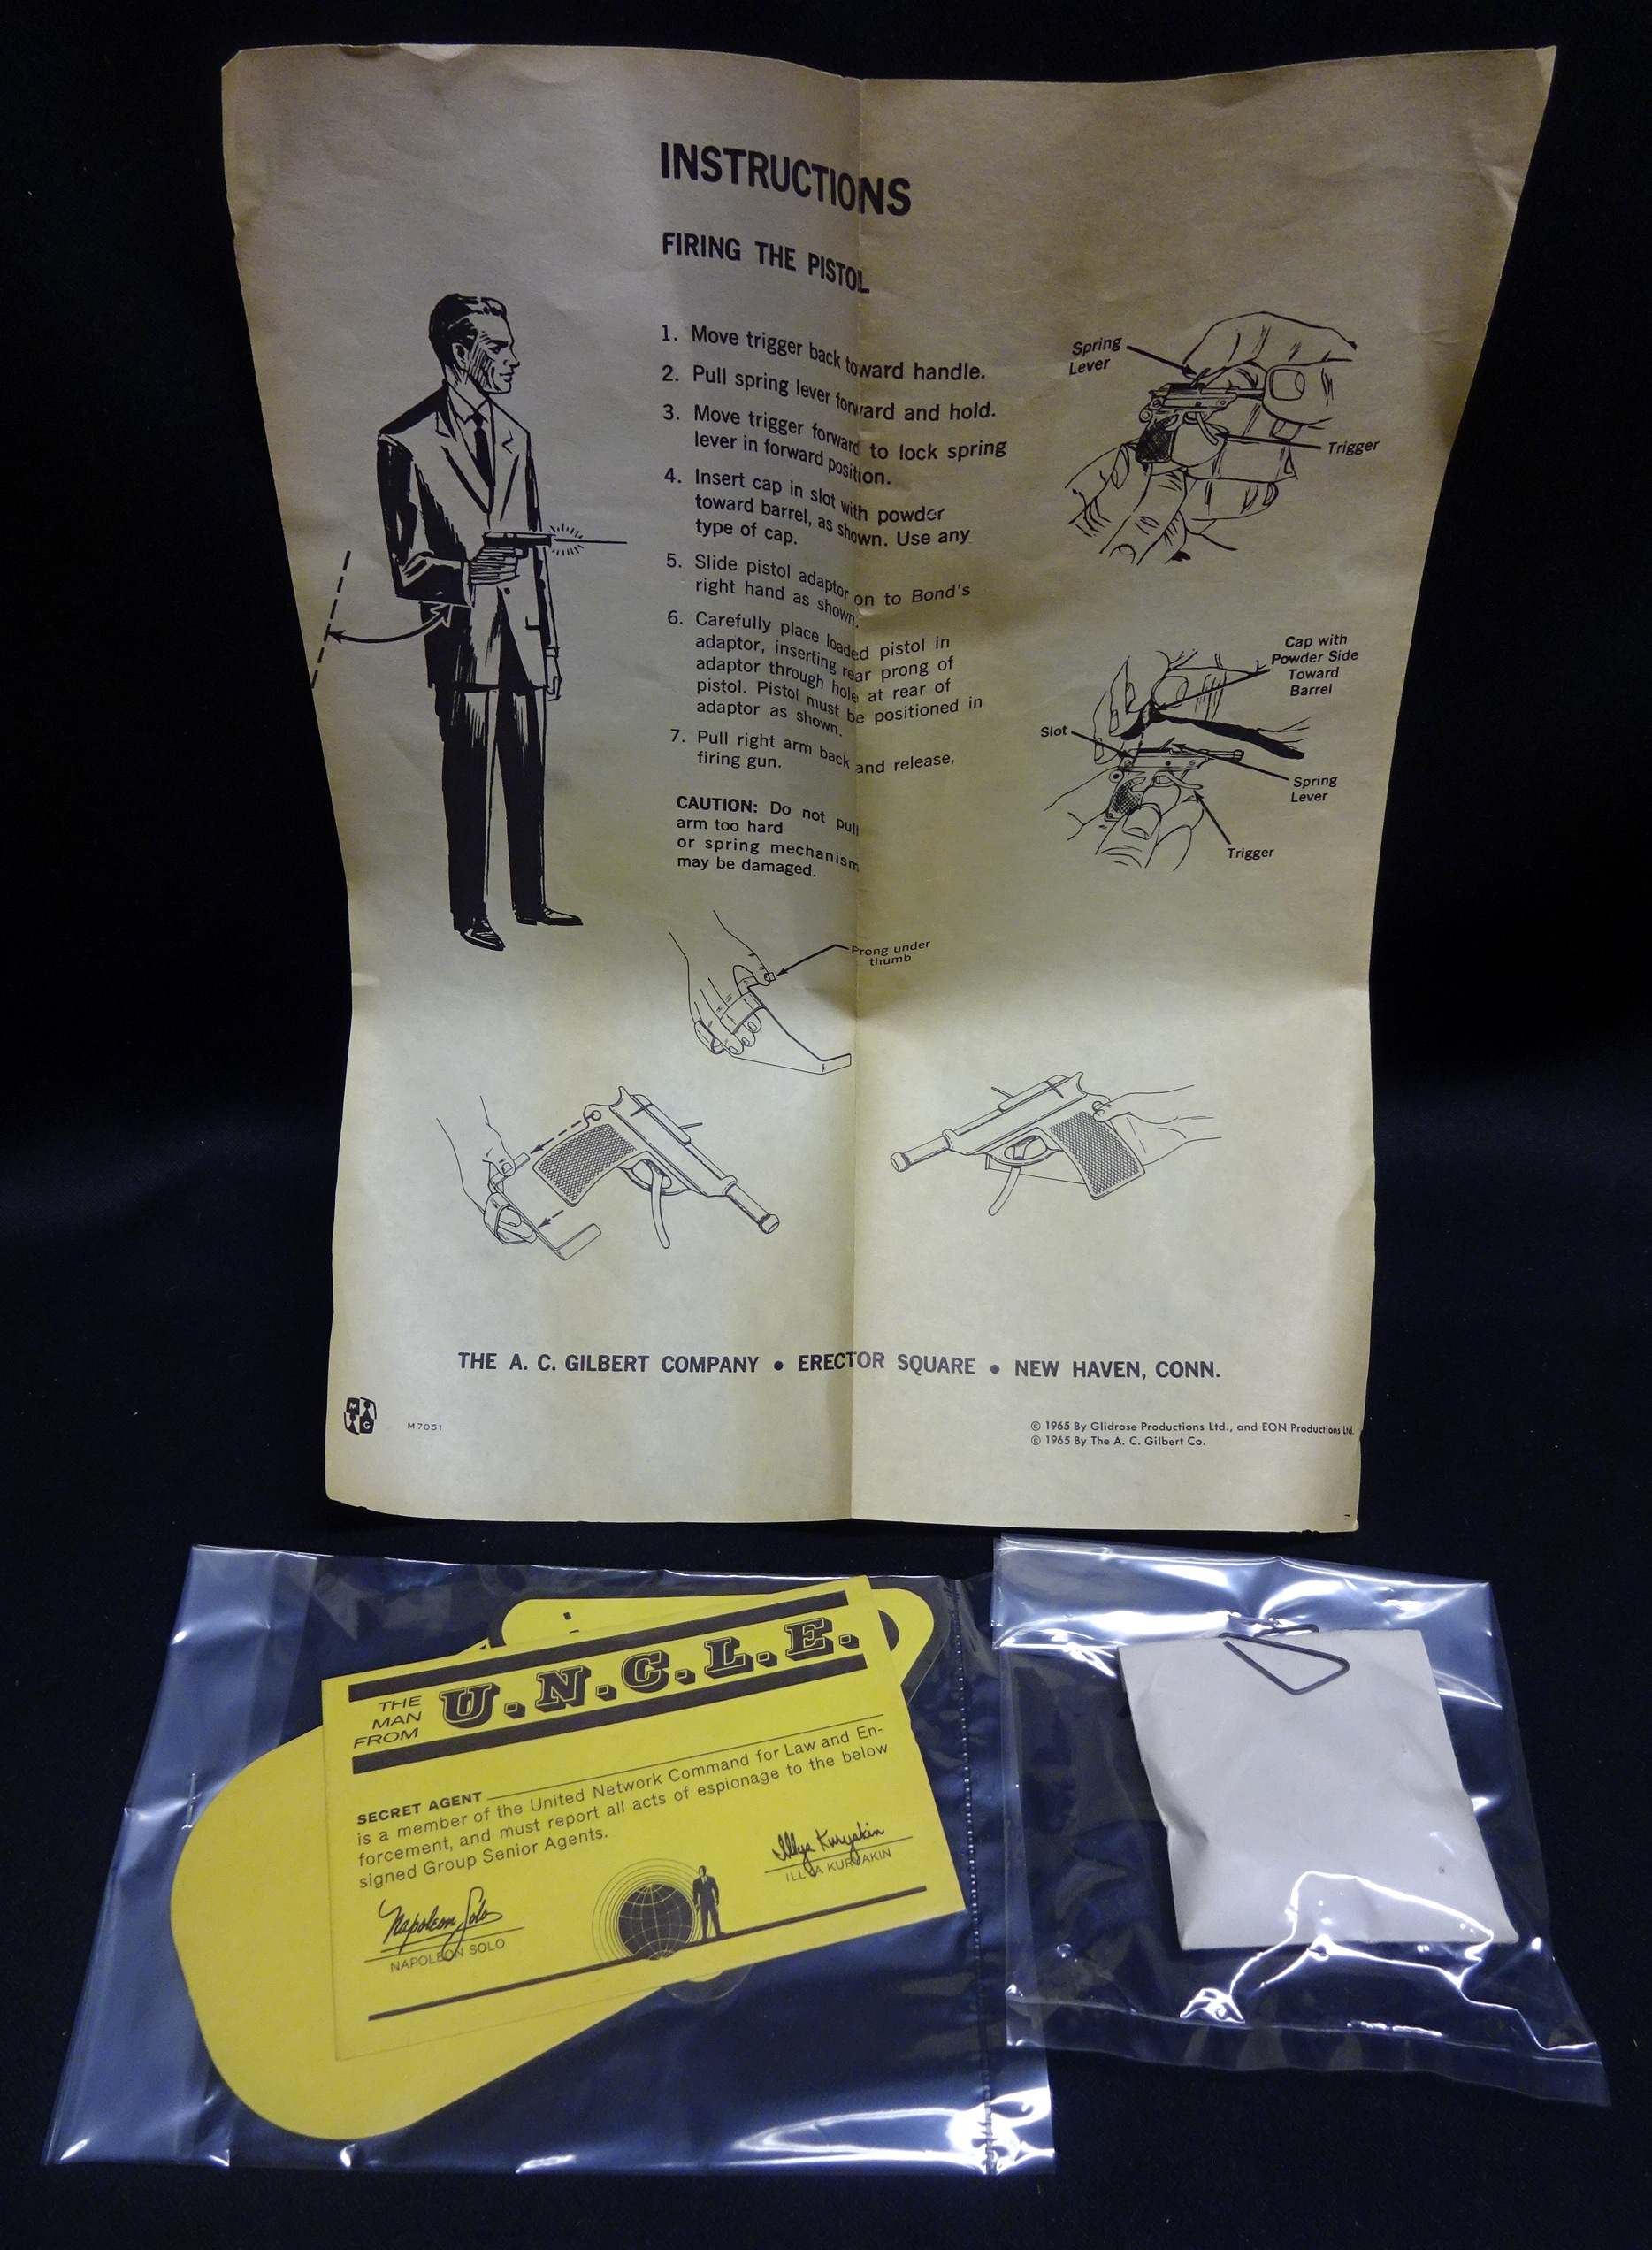 INSTRUCTIONS
FIRING THE PISTOL
1. Move trigger back toward handle.
2. Pull spring lever forward and hold.
3. Move trigger forward to lock spring
lever in forward position.
4. Insert cap in slot with powder
toward barrel, as shown. Use any
type of cap.
5. Slide pistol adaptor on to Bond's
right hand as shown.
6. Carefully place loaded pistol in
adaptor, inserting rear prong of
adaptor through hole at rear of
pistol. Pistol must be positioned in
adaptor as shown.
7. Pull right arm back and release,
firing gun.
CAUTION: Do not pull
arm too hard
or spring mechanism
may be damaged.
Spring
Lever
Trigger
Cap with
Powder Side
Toward
Barrel
Slot
Spring
Lever
Trigger
Prong under
thumb
THE A. C. GILBERT COMPANY • ERECTOR SQUARE • NEW HAVEN, CONN.
M G
M7051
© 1965 By Glidrose Productions Ltd., and EON Productions Ltd.
© 1965 By The A. C. Gilbert Co.
THE
MAN
FROM
U.N.C.L.E.
SECRET AGENT
is a member of the United Network Command for Law and En-
forcement, and must report all acts of espionage to the below
signed Group Senior Agents.
Napoleon Solo
NAPOLEON SOLO
Illya Kuryakin
ILLYA KURYAKIN